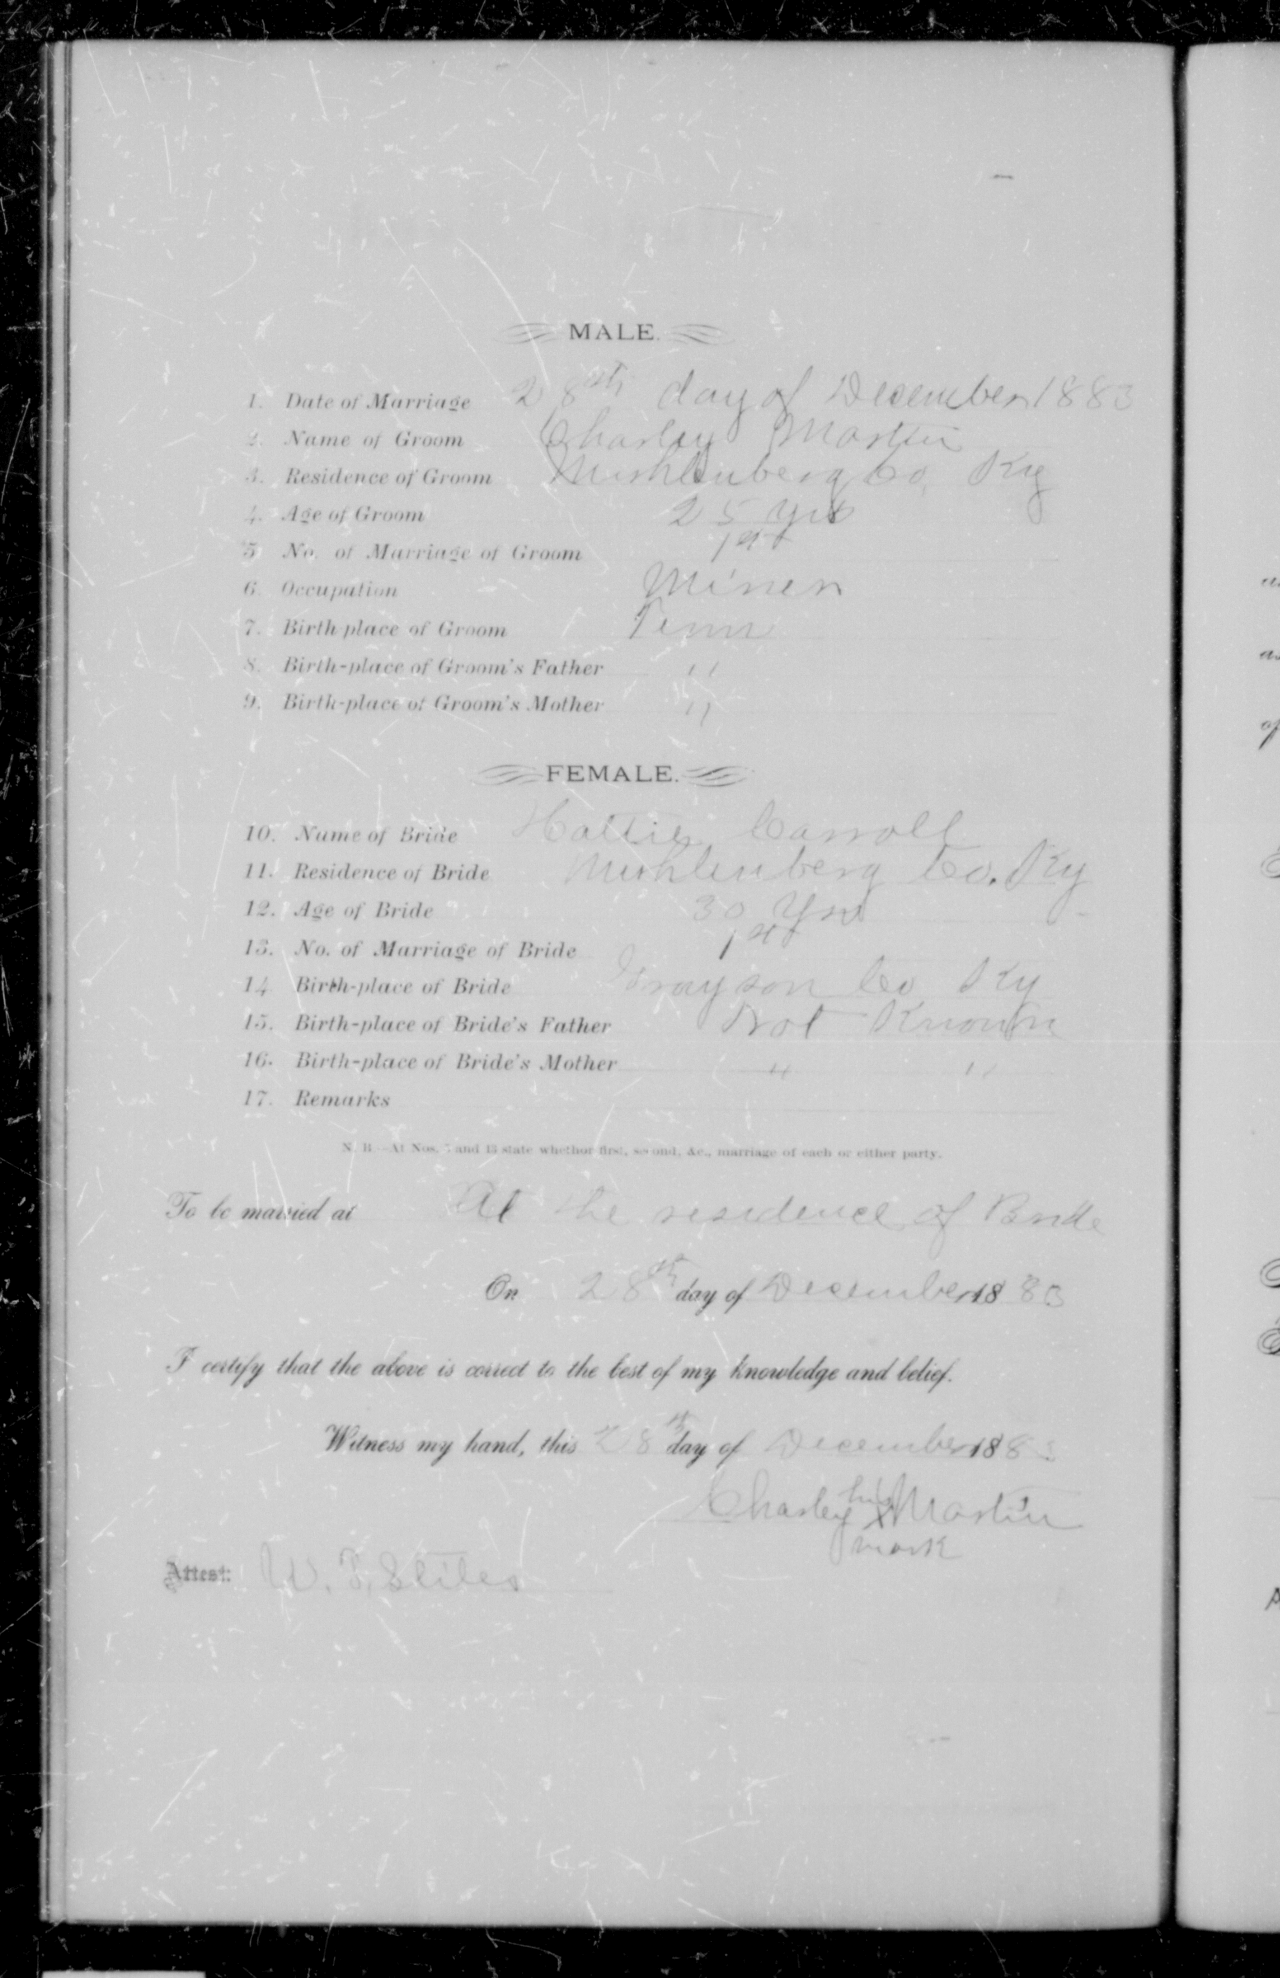 MALE.
1. Date of Marriage 28th day of December 1883
2. Name of Groom Charley Martin
3. Residence of Groom Muhlenberg Co, Ky
4. Age of Groom 25 yrs
5 No. of Marriage of Groom 1st
6. Occupation Miner
7. Birth place of Groom Tenn
8. Birth-place of Groom's Father "
9. Birth-place of Groom's Mother "
FEMALE.
10. Name of Bride Hattie Carroll
11. Residence of Bride Muhlenberg Co. Ky
12. Age of Bride 30 Yrs
13. No. of Marriage of Bride 1st
14 Birth-place of Bride Grayson Co Ky
15. Birth-place of Bride's Father Not Known
16. Birth-place of Bride's Mother " "
17. Remarks
N. B.—At Nos. 5 and 13 state whether first, second, &c., marriage of each or either party.
To be married at At the residence of Bride
On 28th day of December 1883
I certify that the above is correct to the best of my knowledge and belief.
Witness my hand, this 28th day of December 1883
Charley his X Martin
mark
Attest: W. T. Stiles